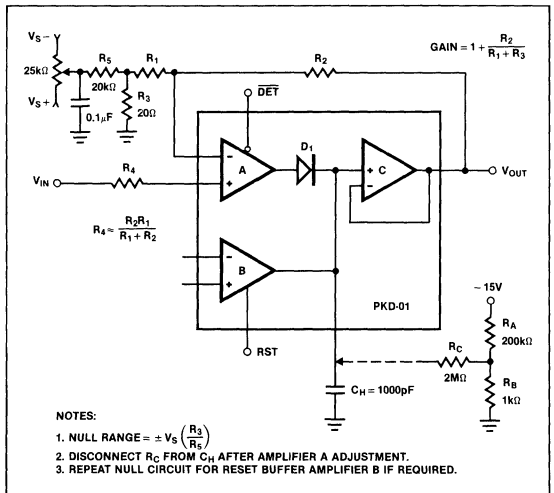 VS−
25kΩ
VS+
R5
20kΩ
0.1μF
R1
R3
20Ω
R2
GAIN = 1 + R2 / (R1 + R3)
DET
D1
−
+
A
+
−
C
VOUT
VIN
R4
R4 ≈ R2R1 / (R1 + R2)
−
+
B
PKD-01
RST
~ 15V
RA
200kΩ
RC
2MΩ
RB
1kΩ
CH = 1000pF
NOTES:
1. NULL RANGE = ± VS (R3 / R5)
2. DISCONNECT RC FROM CH AFTER AMPLIFIER A ADJUSTMENT.
3. REPEAT NULL CIRCUIT FOR RESET BUFFER AMPLIFIER B IF REQUIRED.